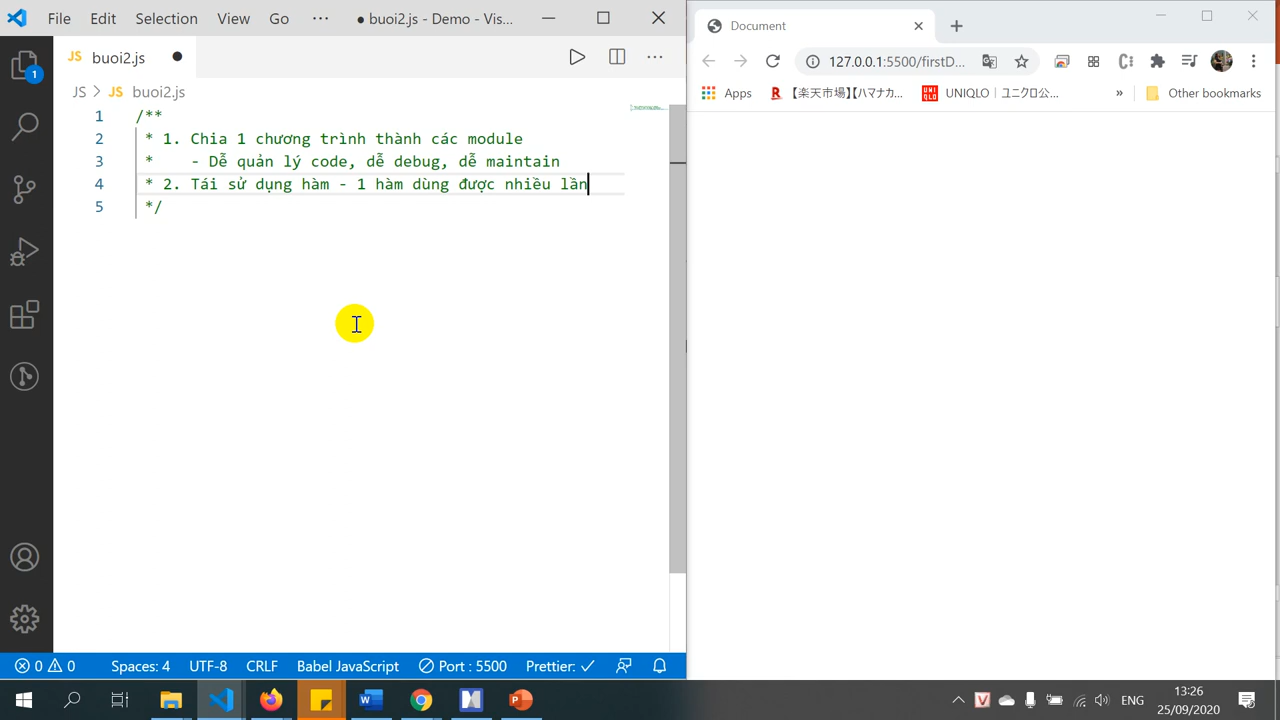 File Edit Selection View Go ··· ● buoi2.js - Demo - Vis...
JS buoi2.js ●
JS > JS buoi2.js
1 /**
2 * 1. Chia 1 chương trình thành các module
3 * - Dễ quản lý code, dễ debug, dễ maintain
4 * 2. Tái sử dụng hàm - 1 hàm dùng được nhiều lần
5 */
1
0 0 Spaces: 4 UTF-8 CRLF Babel JavaScript Port : 5500 Prettier: ✓
Document
127.0.0.1:5500/firstD...
Apps R 【楽天市場】【ハマナカ... UNIQLO｜ユニクロ公... » Other bookmarks
ENG
13:26
25/09/2020